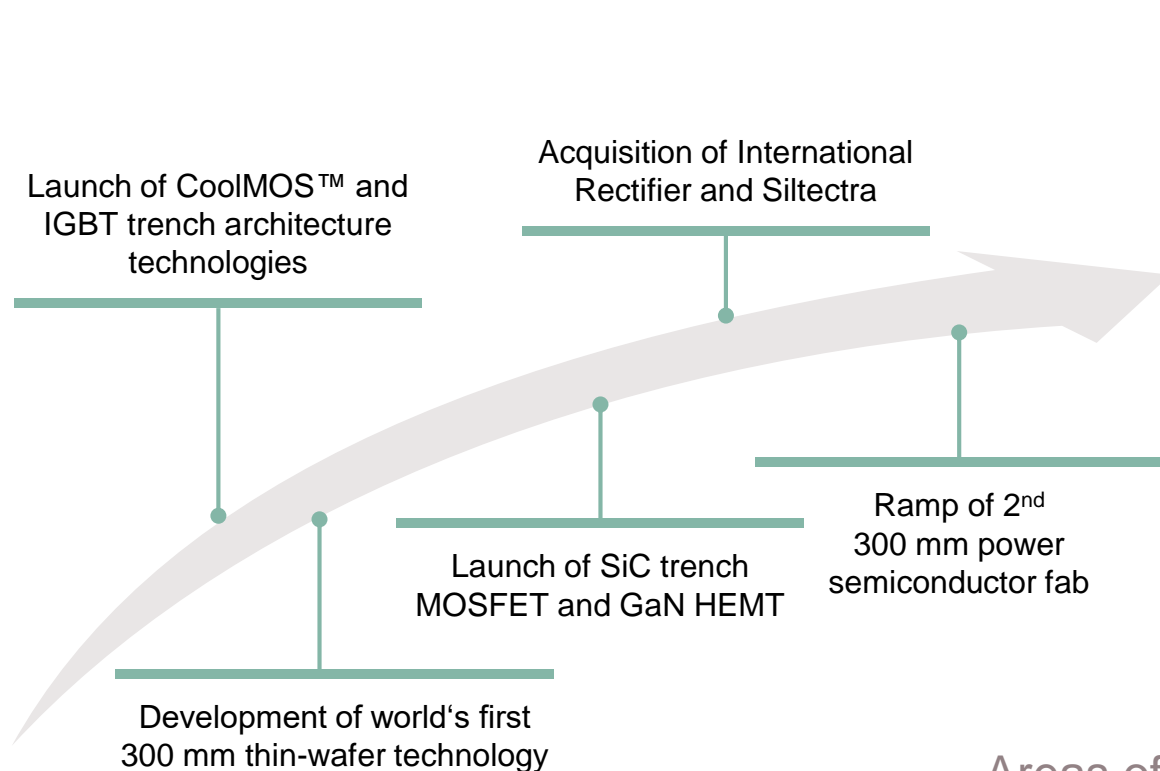 Launch of CoolMOS™ and
IGBT trench architecture
technologies
Acquisition of International
Rectifier and Siltectra
Ramp of 2nd
300 mm power
semiconductor fab
Launch of SiC trench
MOSFET and GaN HEMT
Development of world‘s first
300 mm thin-wafer technology
Areas of